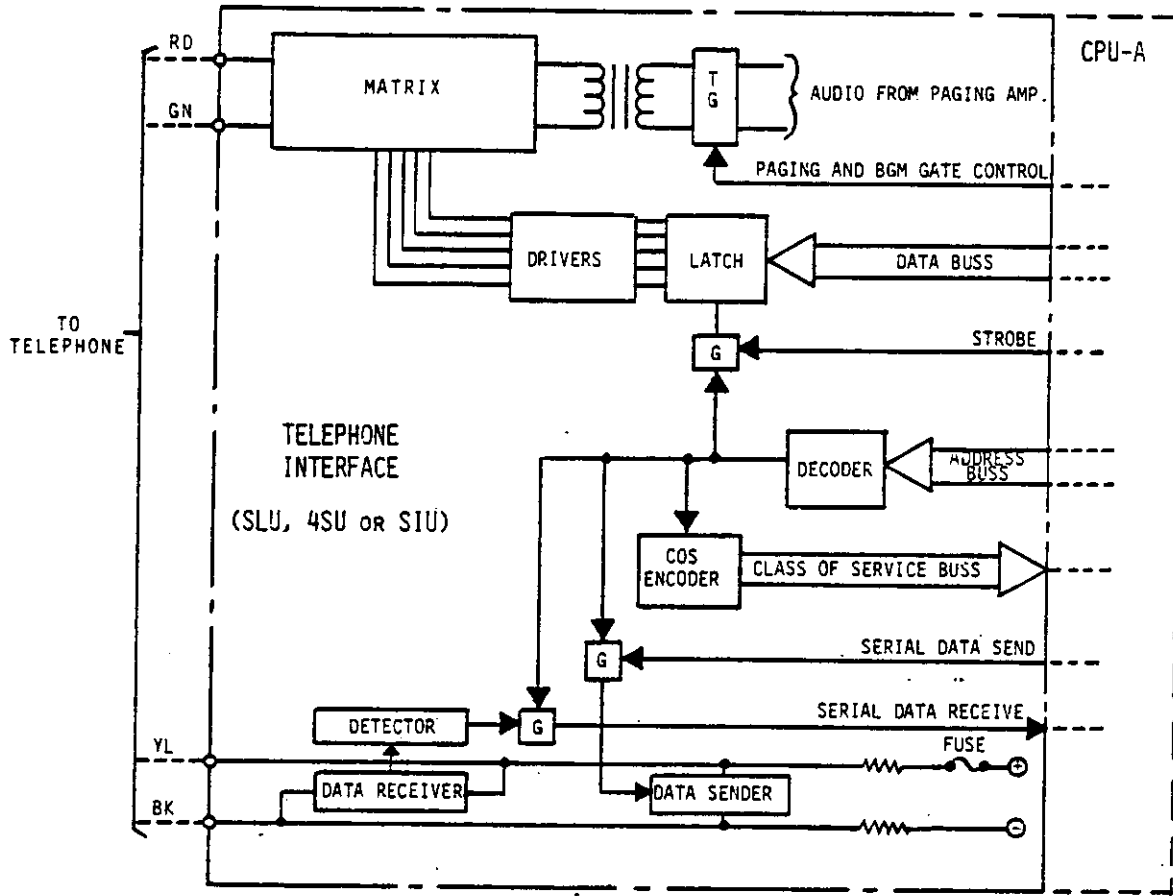 RD
CPU-A
MATRIX
T
G
AUDIO FROM PAGING AMP.
GN
PAGING AND BGM GATE CONTROL
DRIVERS
LATCH
DATA BUSS
TO
TELEPHONE
G
STROBE
TELEPHONE
INTERFACE
(SLU, 4SU OR SIU)
DECODER
ADDRESS
BUSS
COS
ENCODER
CLASS OF SERVICE BUSS
G
SERIAL DATA SEND
DETECTOR
G
SERIAL DATA RECEIVE
YL
FUSE
+
DATA RECEIVER
DATA SENDER
BK
-